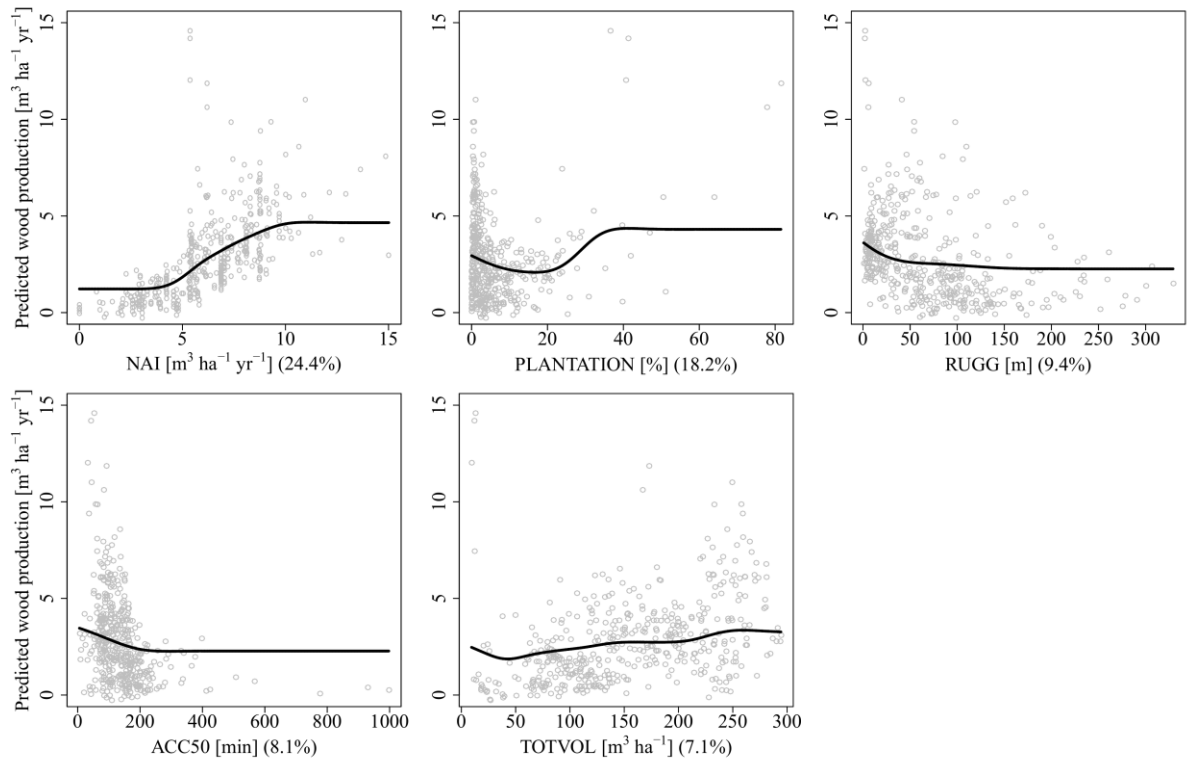 Predicted wood production [m³ ha⁻¹ yr⁻¹]
15
10
5
0
0 5 10 15
NAI [m³ ha⁻¹ yr⁻¹] (24.4%)
15
10
5
0
0 20 40 60 80
PLANTATION [%] (18.2%)
15
10
5
0
0 50 100 150 200 250 300
RUGG [m] (9.4%)
Predicted wood production [m³ ha⁻¹ yr⁻¹]
15
10
5
0
0 200 400 600 800 1000
ACC50 [min] (8.1%)
15
10
5
0
0 50 100 150 200 250 300
TOTVOL [m³ ha⁻¹] (7.1%)